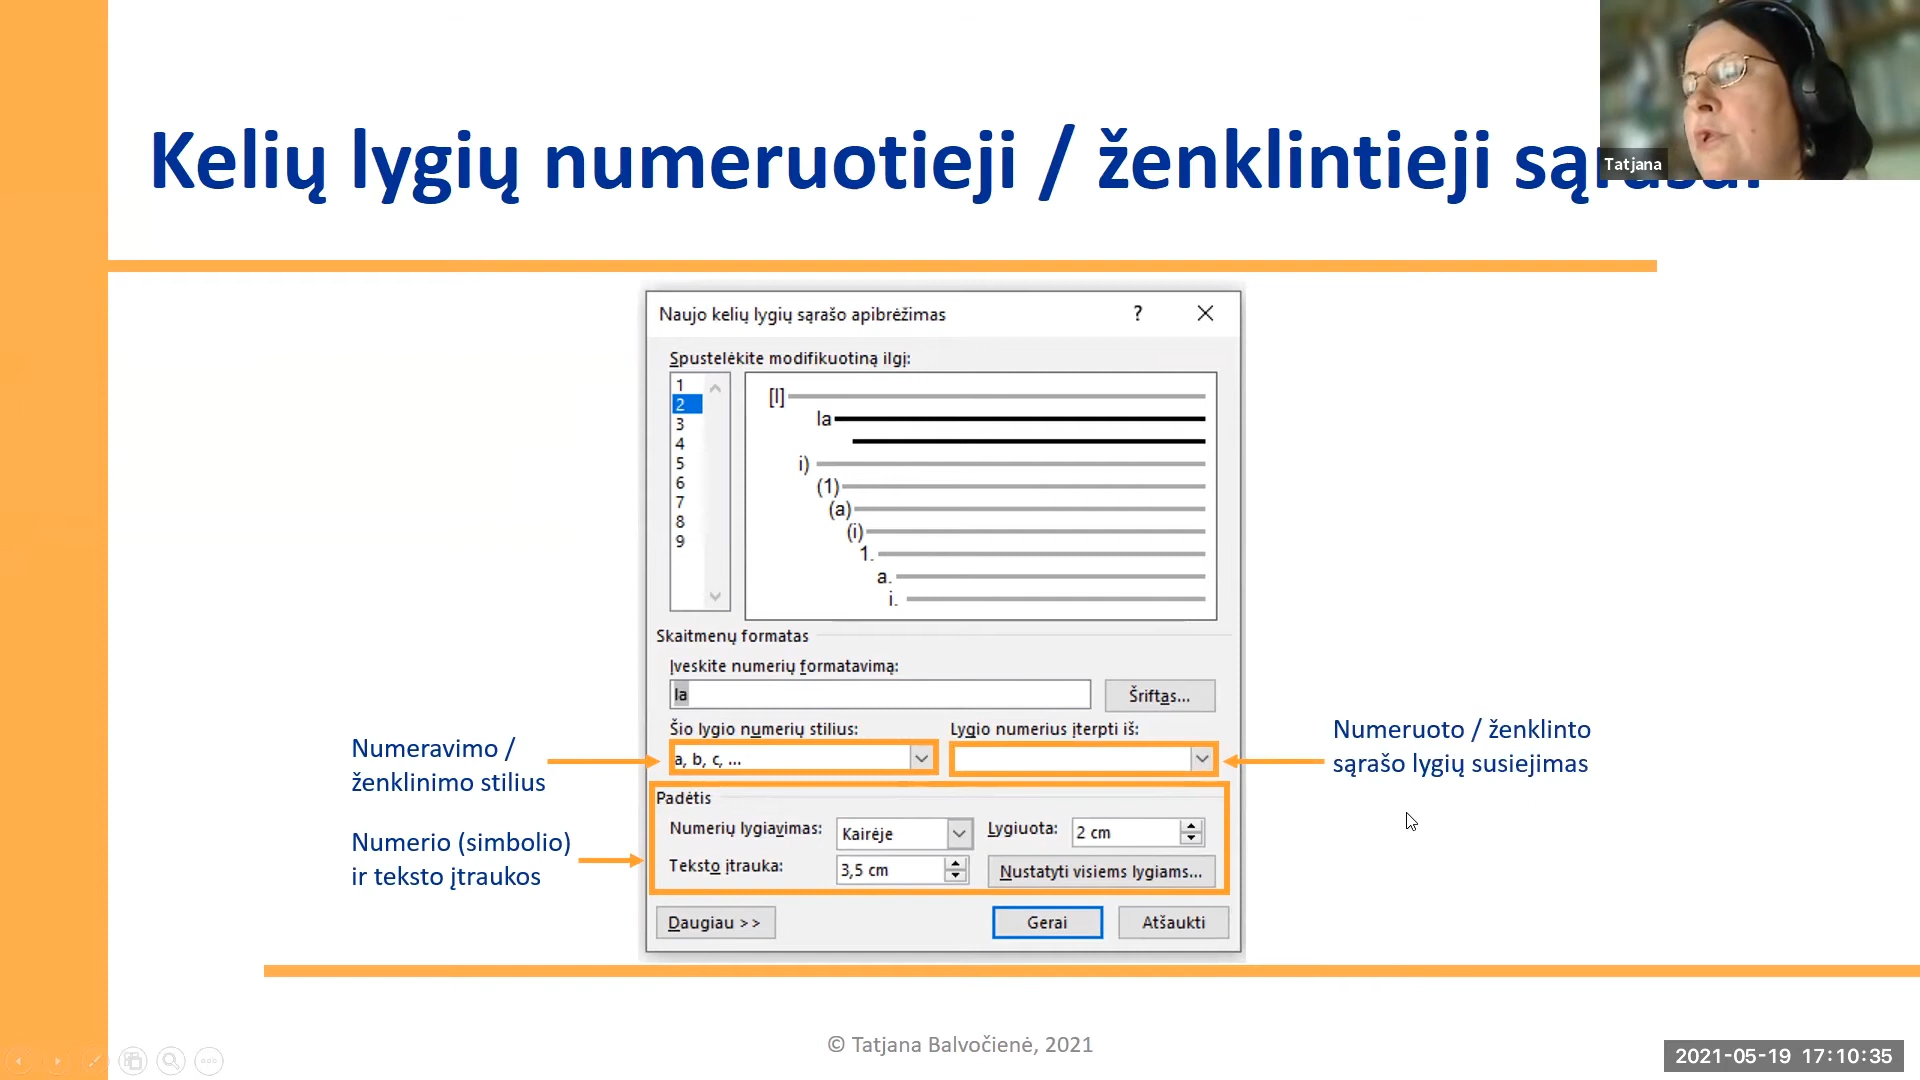 Kelių lygių numeruotieji / ženklintieji
Tatjana
Naujo kelių lygių sąrašo apibrėžimas
?
Spustelėkite modifikuotiną ilgį:
1
2
3
4
5
6
7
8
9
[I]
Ia
i)
(1)
(a)
(i)
1.
a.
i.
Skaitmenų formatas
Įveskite numerių formatavimą:
Ia
Šriftas...
Šio lygio numerių stilius:
Lygio numerius įterpti iš:
a, b, c, ...
Padėtis
Numerių lygiavimas:
Kairėje
Lygiuota:
2 cm
Teksto įtrauka:
3,5 cm
Nustatyti visiems lygiams...
Daugiau >>
Gerai
Atšaukti
Numeravimo /
ženklinimo stilius
Numerio (simbolio)
ir teksto įtraukos
Numeruoto / ženklinto
sąrašo lygių susiejimas
© Tatjana Balvočienė, 2021
2021-05-19 17:10:35